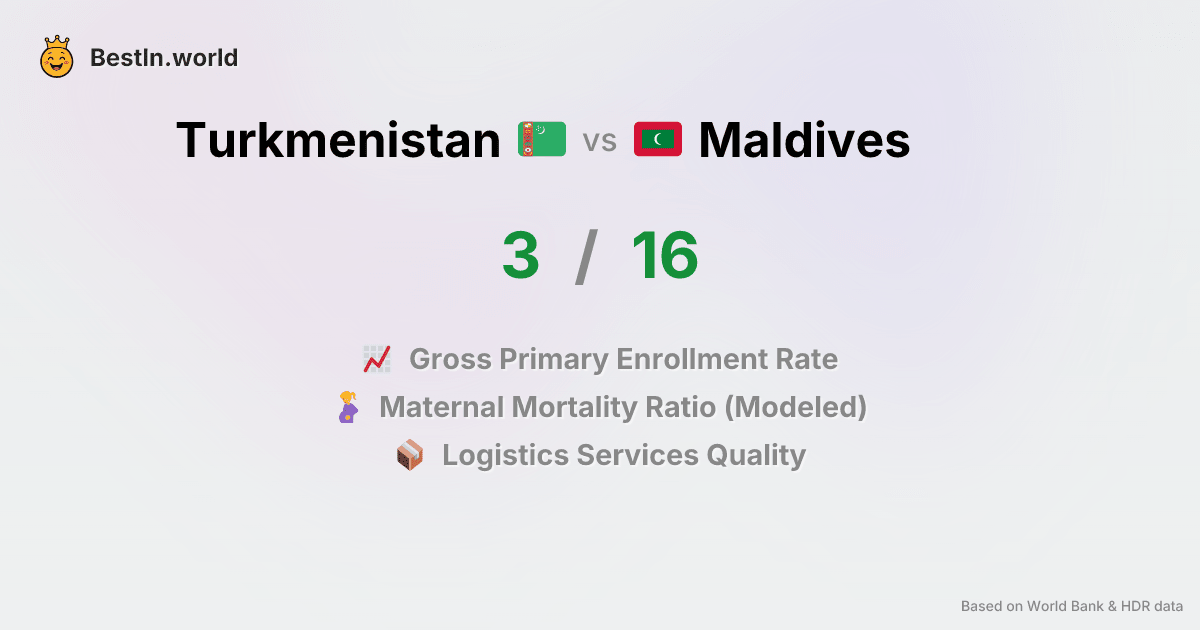 BestIn.world
Turkmenistan vs Maldives
3 / 16
Gross Primary Enrollment Rate
Maternal Mortality Ratio (Modeled)
Logistics Services Quality
Based on World Bank & HDR data